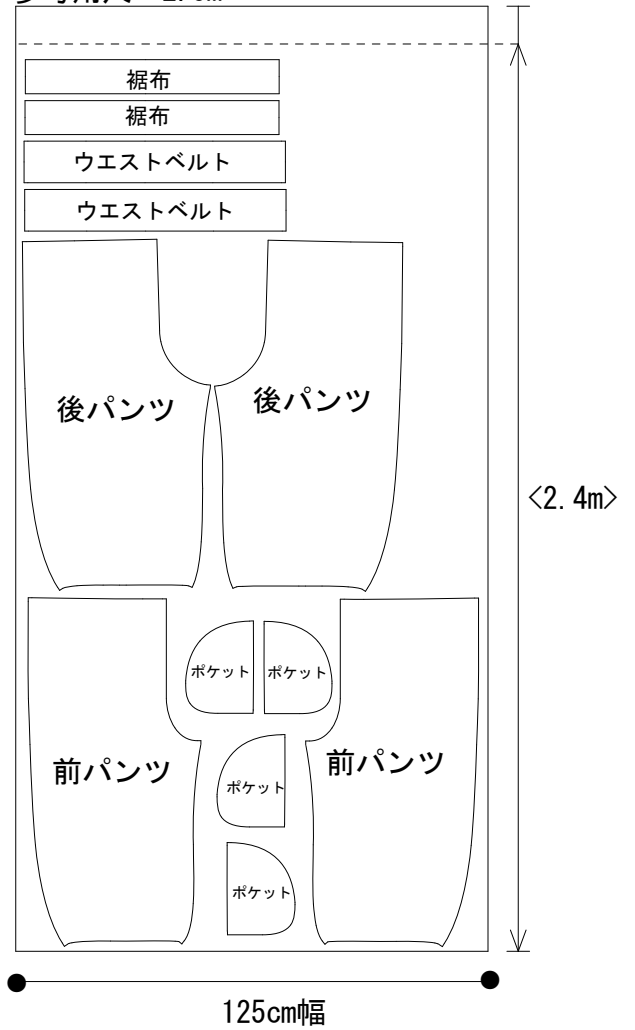 裾布
裾布
ウエストベルト
ウエストベルト
後パンツ
後パンツ
<2.4m>
ポケット
ポケット
前パンツ
前パンツ
ポケット
ポケット
125cm幅